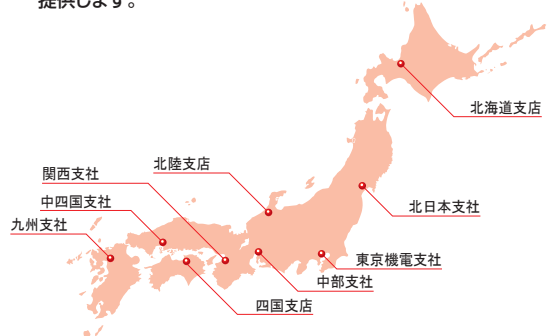 提供します。
北海道支店
北陸支店
関西支社
中四国支社
北日本支社
九州支社
東京機電支社
中部支社
四国支店